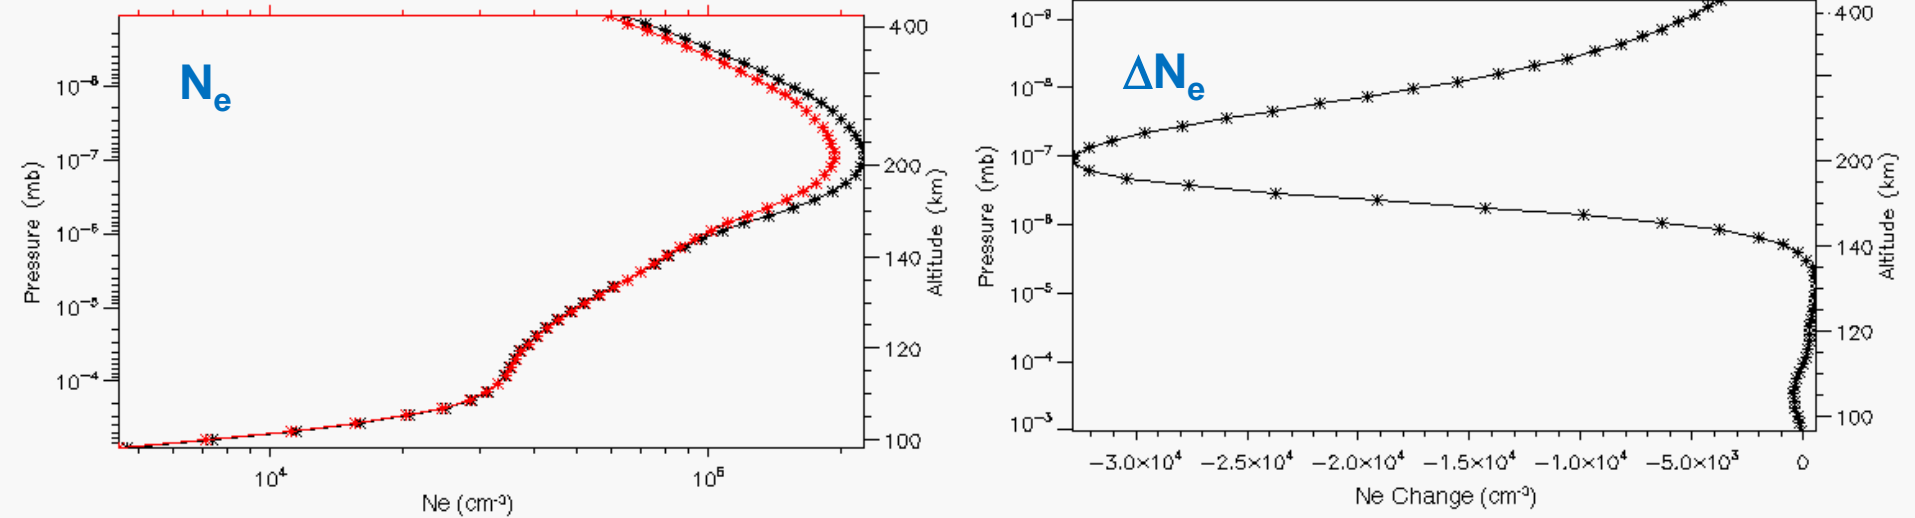 N_e
Pressure (mb)
10⁻⁸
10⁻⁷
10⁻⁶
10⁻⁵
10⁻⁴
400
200
140
120
100
Altitude (km)
10⁴
10⁵
Ne (cm⁻³)
ΔN_e
Pressure (mb)
10⁻⁹
10⁻⁸
10⁻⁷
10⁻⁶
10⁻⁵
10⁻⁴
10⁻³
400
200
140
120
100
Altitude (km)
−3.0×10⁴ −2.5×10⁴ −2.0×10⁴ −1.5×10⁴ −1.0×10⁴ −5.0×10³ 0
Ne Change (cm⁻³)